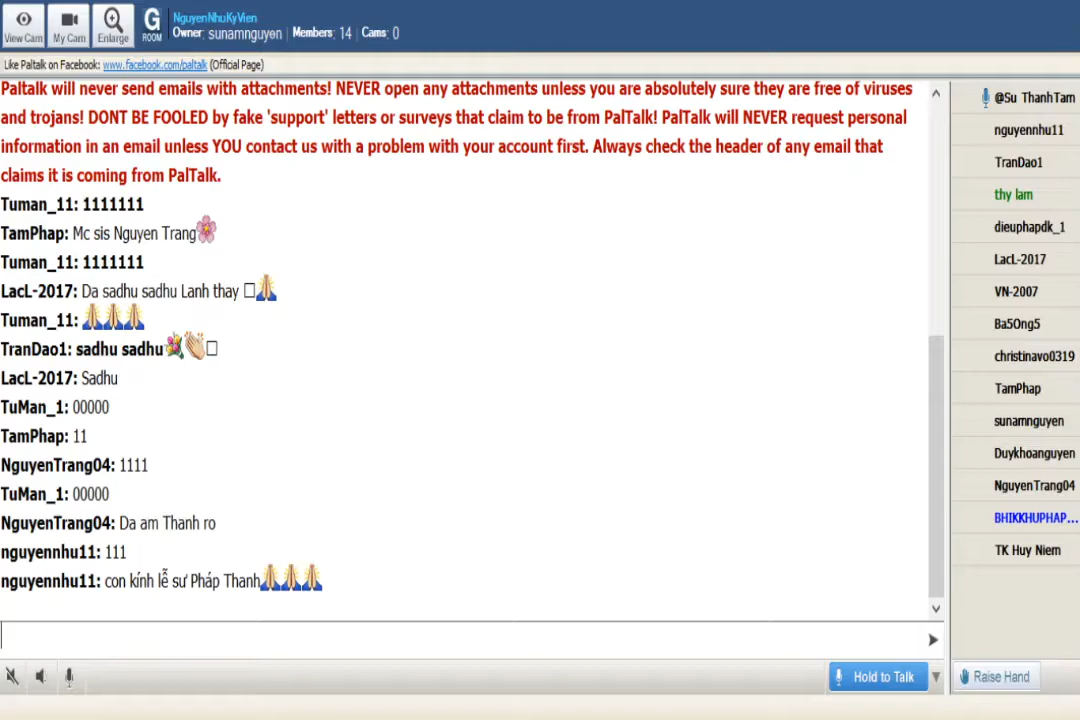 View Cam
My Cam
Enlarge
G
ROOM
NguyenNhuKyVien
Owner: sunamnguyen | Members: 14 | Cams: 0
Like Paltalk on Facebook: www.facebook.com/paltalk (Official Page)
Paltalk will never send emails with attachments! NEVER open any attachments unless you are absolutely sure they are free of viruses
and trojans! DONT BE FOOLED by fake 'support' letters or surveys that claim to be from PalTalk! PalTalk will NEVER request personal
information in an email unless YOU contact us with a problem with your account first. Always check the header of any email that
claims it is coming from PalTalk.
Tuman_11: 1111111
TamPhap: Mc sis Nguyen Trang🌸
Tuman_11: 1111111
LacL-2017: Da sadhu sadhu Lanh thay □🙏
Tuman_11: 🙏🙏🙏
TranDao1: sadhu sadhu💐👏□
LacL-2017: Sadhu
TuMan_1: 00000
TamPhap: 11
NguyenTrang04: 1111
TuMan_1: 00000
NguyenTrang04: Da am Thanh ro
nguyennhu11: 111
nguyennhu11: con kính lễ sư Pháp Thanh🙏🙏🙏
Hold to Talk
@Su ThanhTam
nguyennhu11
TranDao1
thy lam
dieuphapdk_1
LacL-2017
VN-2007
Ba5Ong5
christinavo0319
TamPhap
sunamnguyen
Duykhoanguyen
NguyenTrang04
BHIKKHUPHAP...
TK Huy Niem
Raise Hand